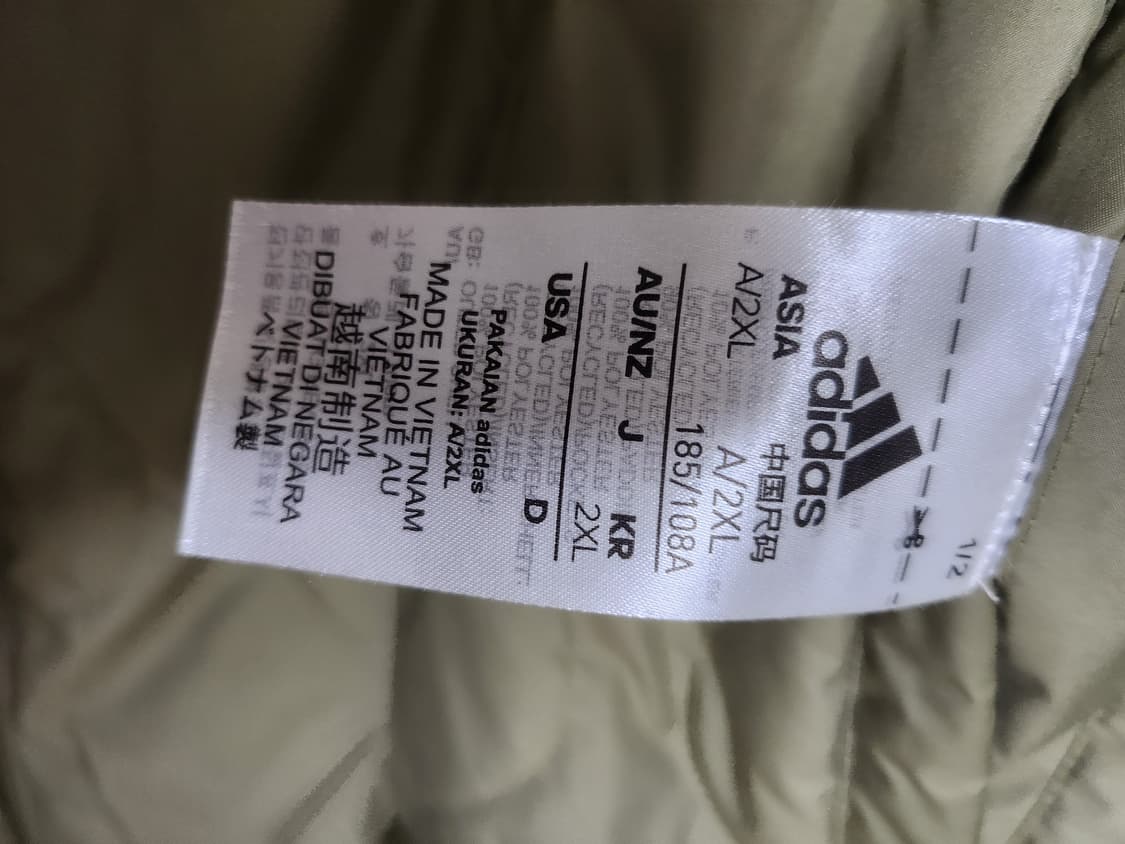 1/2
adidas
ASIA 中国尺码
A/2XL A/2XL
185/108A
AU/NZ J KR
2XL
USA D
PAKAIAN adidas
UKURAN: A/2XL
MADE IN VIETNAM
FABRIQUÉ AU
VIÊTNAM
越南制造
DIBUAT DI NEGARA
VIETNAM
ベトナム製